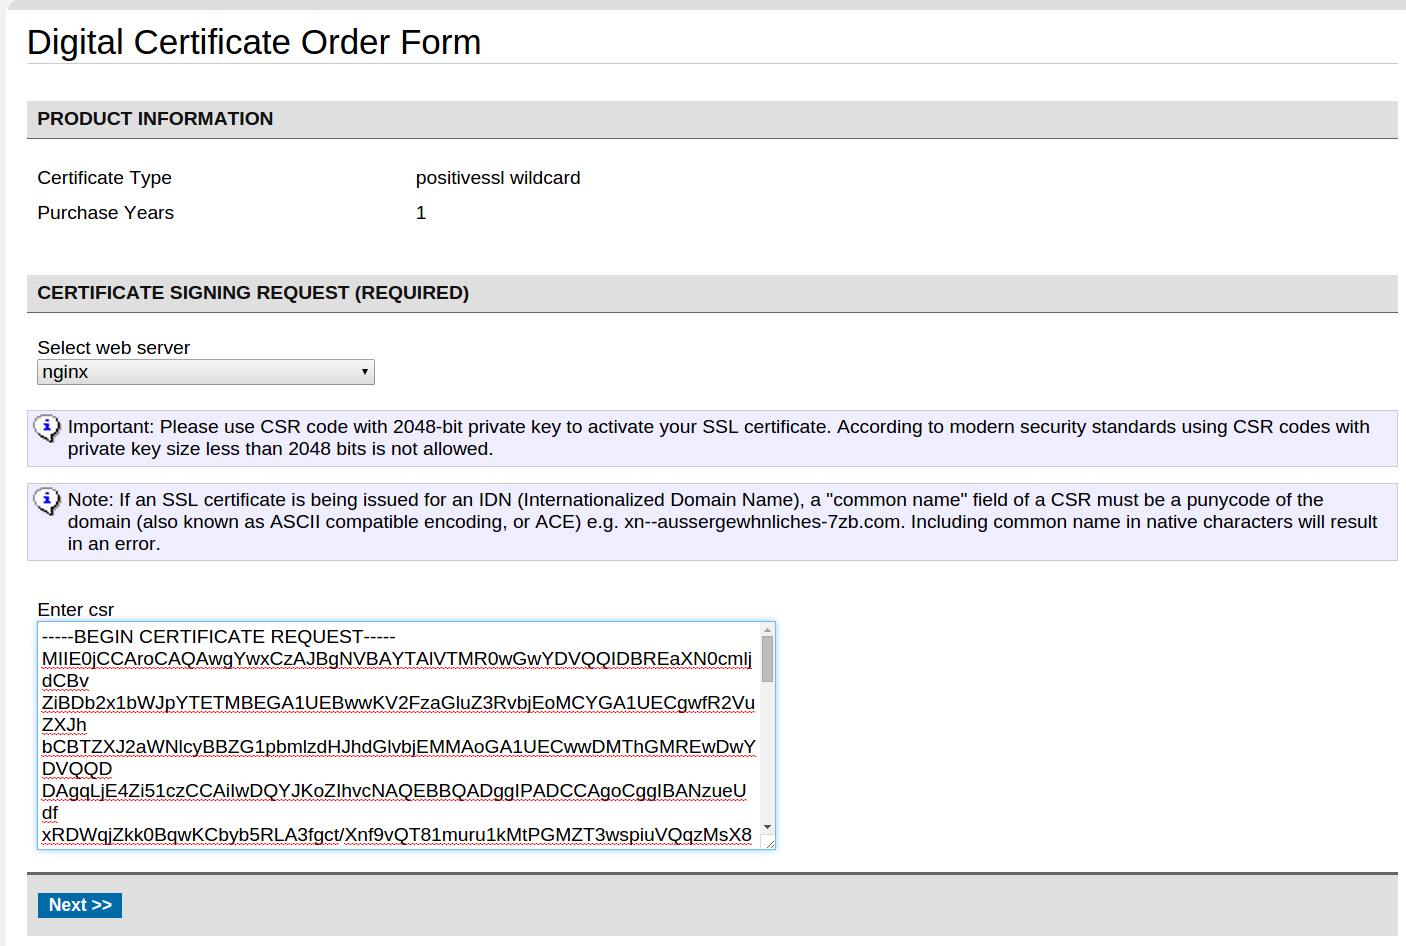 Digital Certificate Order Form
PRODUCT INFORMATION
Certificate Type positivessl wildcard
Purchase Years 1
CERTIFICATE SIGNING REQUEST (REQUIRED)
Select web server
nginx
Important: Please use CSR code with 2048-bit private key to activate your SSL certificate. According to modern security standards using CSR codes with
private key size less than 2048 bits is not allowed.
Note: If an SSL certificate is being issued for an IDN (Internationalized Domain Name), a "common name" field of a CSR must be a punycode of the
domain (also known as ASCII compatible encoding, or ACE) e.g. xn--aussergewhnliches-7zb.com. Including common name in native characters will result
in an error.
Enter csr
-----BEGIN CERTIFICATE REQUEST-----
MIIE0jCCAroCAQAwgYwxCzAJBgNVBAYTAlVTMR0wGwYDVQQIDBREaXN0cmlj
dCBv
ZiBDb2x1bWJpYTETMBEGA1UEBwwKV2FzaGluZ3RvbjEoMCYGA1UECgwfR2Vu
ZXJh
bCBTZXJ2aWNlcyBBZG1pbmlzdHJhdGlvbjEMMAoGA1UECwwDMThGMREwDwY
DVQQD
DAgqLjE4Zi51czCCAiIwDQYJKoZIhvcNAQEBBQADggIPADCCAgoCggIBANzueU
df
xRDWqjZkk0BqwKCbyb5RLA3fgct/Xnf9vQT81muru1kMtPGMZT3wspiuVQqzMsX8
Next >>